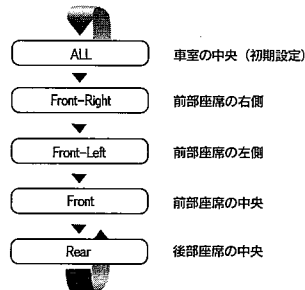 ALL 車室の中央（初期設定）
Front-Right 前部座席の右側
Front-Left 前部座席の左側
Front 前部座席の中央
Rear 後部座席の中央